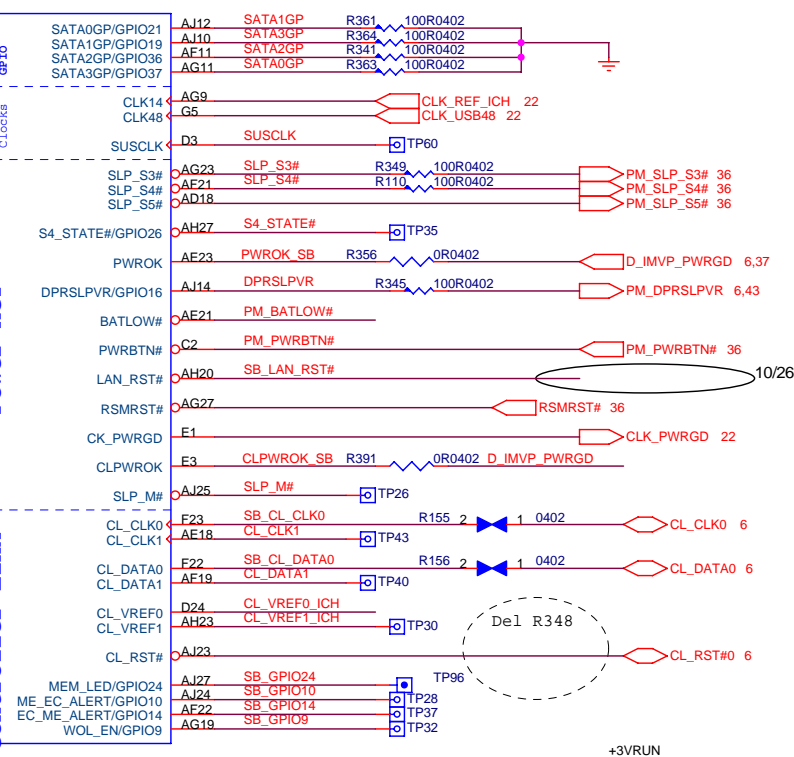 SATA0GP/GPIO21 AJ12 SATA1GP R361 100R0402
SATA1GP/GPIO19 AJ10 SATA3GP R364 100R0402
SATA2GP/GPIO36 AF11 SATA2GP R341 100R0402
SATA3GP/GPIO37 AG11 SATA0GP R363 100R0402
GPIO
CLK14 AG9 CLK_REF_ICH 22
CLK48 G5 CLK_USB48 22
Clocks
SUSCLK D3 SUSCLK TP60
SLP_S3# AG23 SLP_S3# R349 100R0402 PM_SLP_S3# 36
SLP_S4# AF21 SLP_S4# R110 100R0402 PM_SLP_S4# 36
SLP_S5# AD18 PM_SLP_S5# 36
S4_STATE#/GPIO26 AH27 S4_STATE# TP35
PWROK AE23 PWROK_SB R356 0R0402 D_IMVP_PWRGD 6,37
DPRSLPVR/GPIO16 AJ14 DPRSLPVR R345 100R0402 PM_DPRSLPVR 6,43
BATLOW# AE21 PM_BATLOW#
PWRBTN# C2 PM_PWRBTN# PM_PWRBTN# 36
LAN_RST# AH20 SB_LAN_RST# 10/26
RSMRST# AG27 RSMRST# 36
CK_PWRGD E1 CLK_PWRGD 22
CLPWROK E3 CLPWROK_SB R391 0R0402 D_IMVP_PWRGD
SLP_M# AJ25 SLP_M# TP26
CL_CLK0 F23 SB_CL_CLK0 R155 2 1 0402 CL_CLK0 6
CL_CLK1 AE18 CL_CLK1 TP43
CL_DATA0 F22 SB_CL_DATA0 R156 2 1 0402 CL_DATA0 6
CL_DATA1 AF19 CL_DATA1 TP40
CL_VREF0 D24 CL_VREF0_ICH
CL_VREF1 AH23 CL_VREF1_ICH TP30
Del R348
CL_RST# AJ23 CL_RST#0 6
MEM_LED/GPIO24 AJ27 SB_GPIO24 TP96
ME_EC_ALERT/GPIO10 AJ24 SB_GPIO10 TP28
EC_ME_ALERT/GPIO14 AF22 SB_GPIO14 TP37
WOL_EN/GPIO9 AG19 SB_GPIO9 TP32
+3VRUN